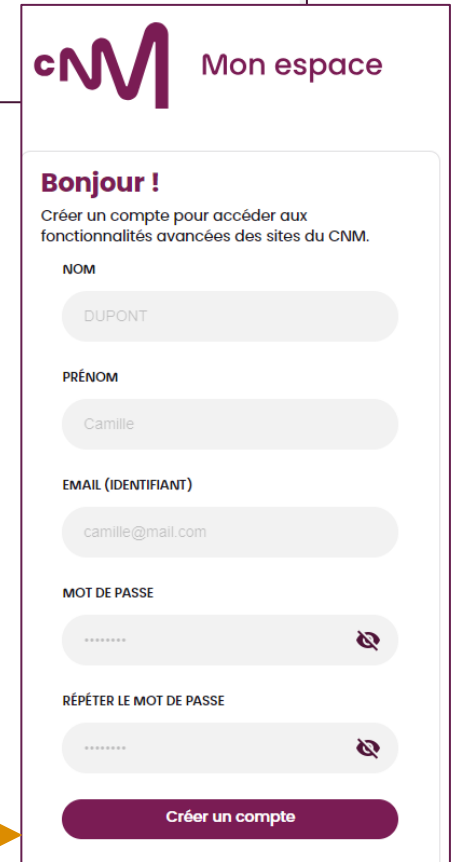 cNM Mon espace
Bonjour !
Créer un compte pour accéder aux
fonctionnalités avancées des sites du CNM.
NOM
DUPONT
PRÉNOM
Camille
EMAIL (IDENTIFIANT)
camille@mail.com
MOT DE PASSE
········
RÉPÉTER LE MOT DE PASSE
········
Créer un compte